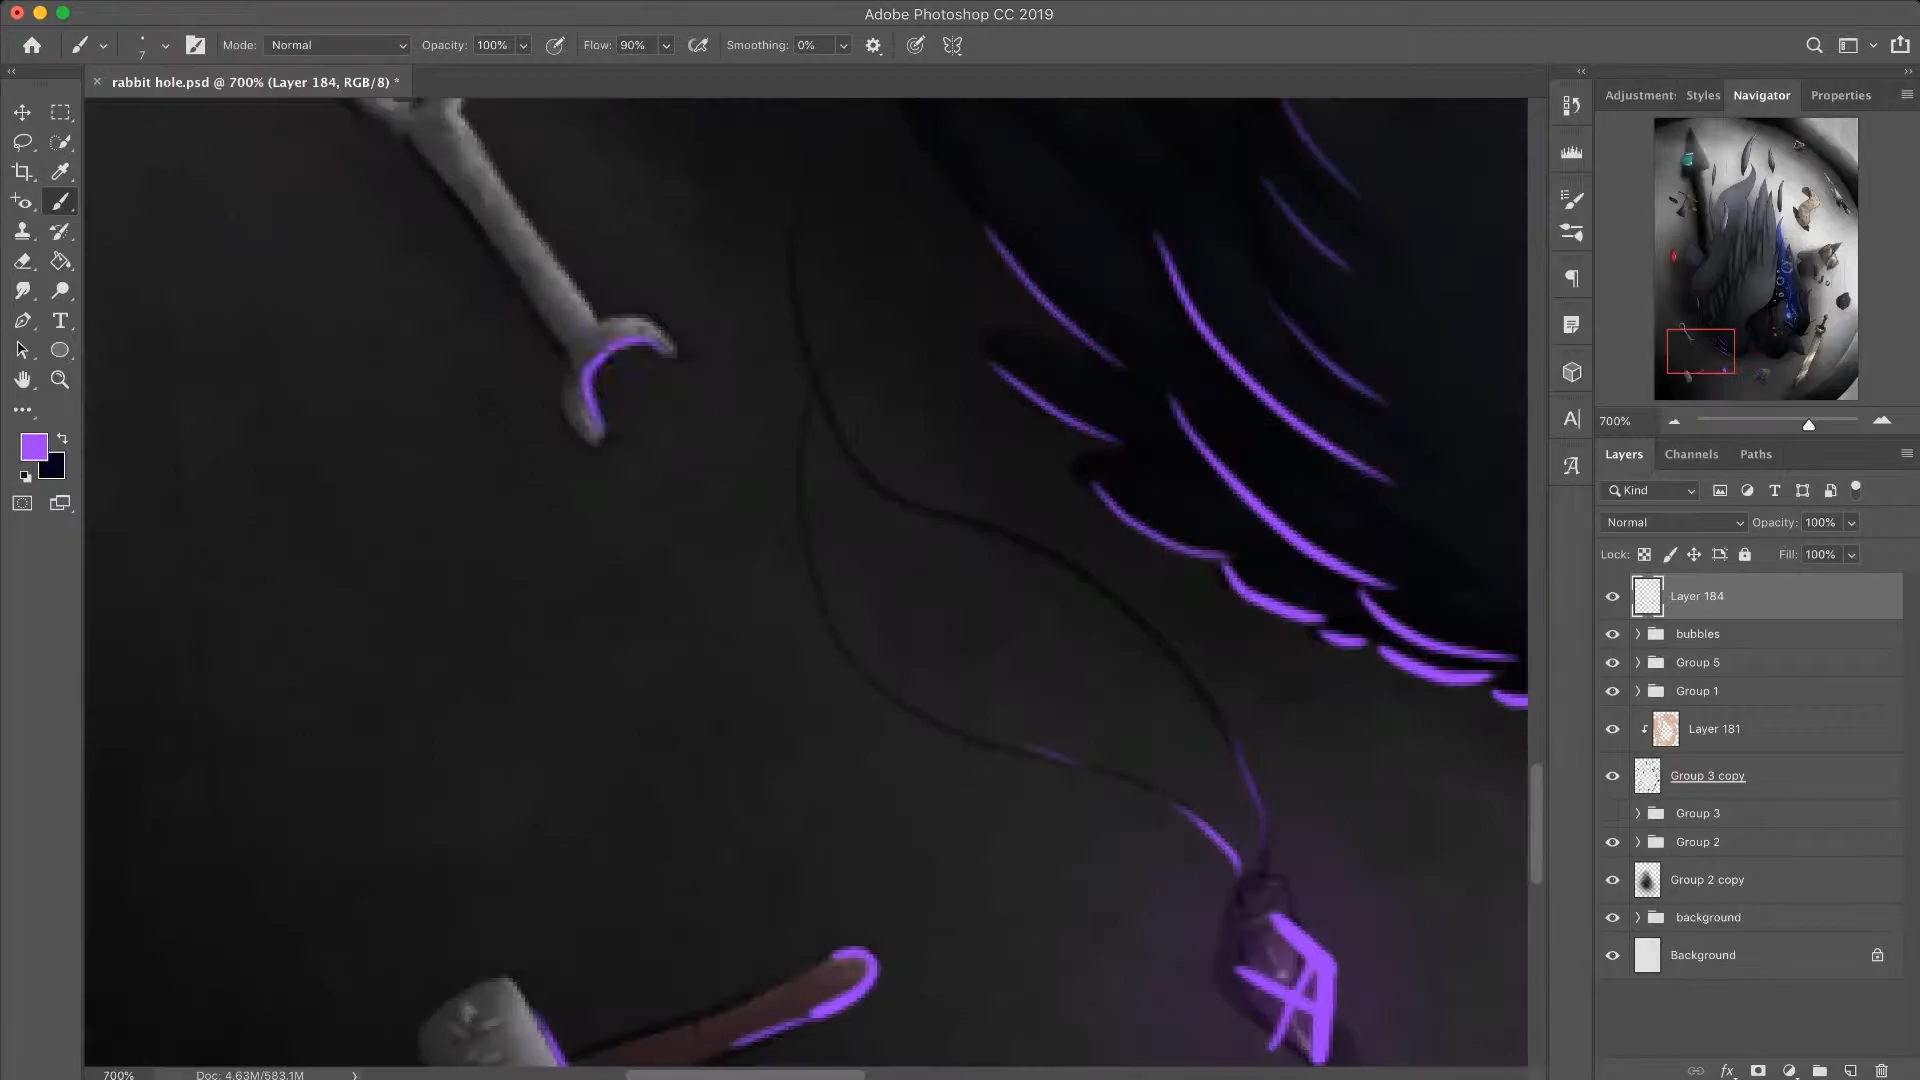 Adobe Photoshop CC 2019
7
Mode: Normal
Opacity: 100%
Flow: 90%
Smoothing: 0%
rabbit hole.psd @ 700% (Layer 184, RGB/8) *
Adjustment: Styles Navigator Properties
700%
Layers Channels Paths
Kind
Normal
Opacity: 100%
Lock:
Fill: 100%
Layer 184
bubbles
Group 5
Group 1
Layer 181
Group 3 copy
Group 3
Group 2
Group 2 copy
background
Background
fx
700%
Doc: 4.63M/583.1M